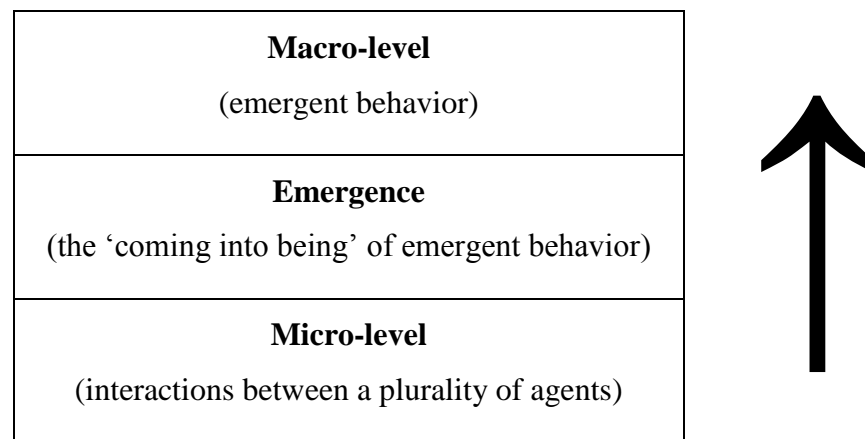 Macro-level
(emergent behavior)
Emergence
(the ‘coming into being’ of emergent behavior)
Micro-level
(interactions between a plurality of agents)